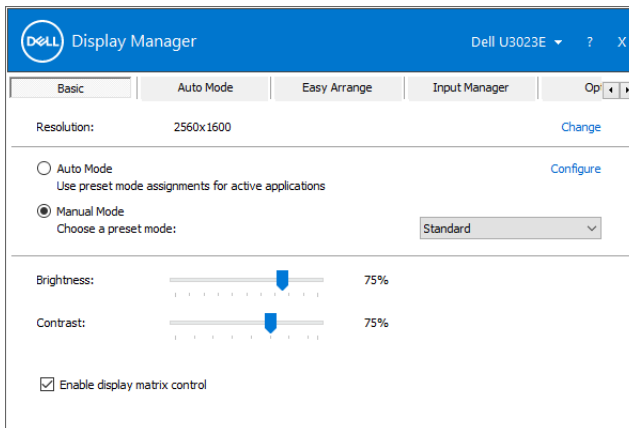 DELL Display Manager Dell U3023E ? X
Basic Auto Mode Easy Arrange Input Manager Op
Resolution: 2560x1600 Change
Auto Mode Configure
Use preset mode assignments for active applications
Manual Mode
Choose a preset mode: Standard
Brightness: 75%
Contrast: 75%
Enable display matrix control